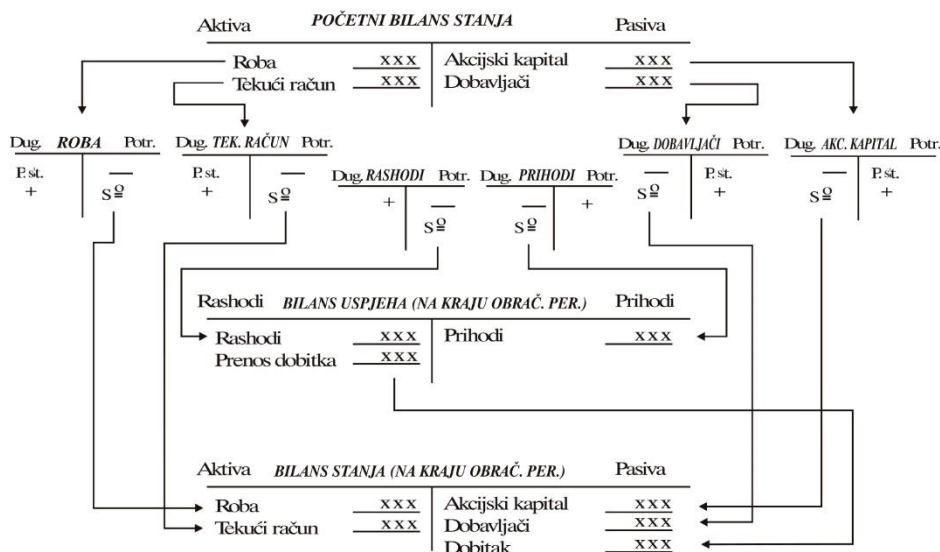 Aktiva POČETNI BILANS STANJA Pasiva
Roba xxx Akcijski kapital xxx
Tekući račun xxx Dobavljači xxx
Dug. ROBA Potr. Dug. TEK. RAČUN Potr. Dug. DOBAVLJAČI Potr. Dug. AKC. KAPITAL Potr.
P. st. — P. st. — — P. st. — P. st.
+ Sº + Sº Sº + Sº +
Dug. RASHODI Potr. Dug. PRIHODI Potr.
+ — — +
Sº Sº
Rashodi BILANS USPJEHA (NA KRAJU OBRAČ. PER.) Prihodi
Rashodi xxx Prihodi xxx
Prenos dobitka xxx
Aktiva BILANS STANJA (NA KRAJU OBRAČ. PER.) Pasiva
Roba xxx Akcijski kapital xxx
Tekući račun xxx Dobavljači xxx
Dobitak xxx